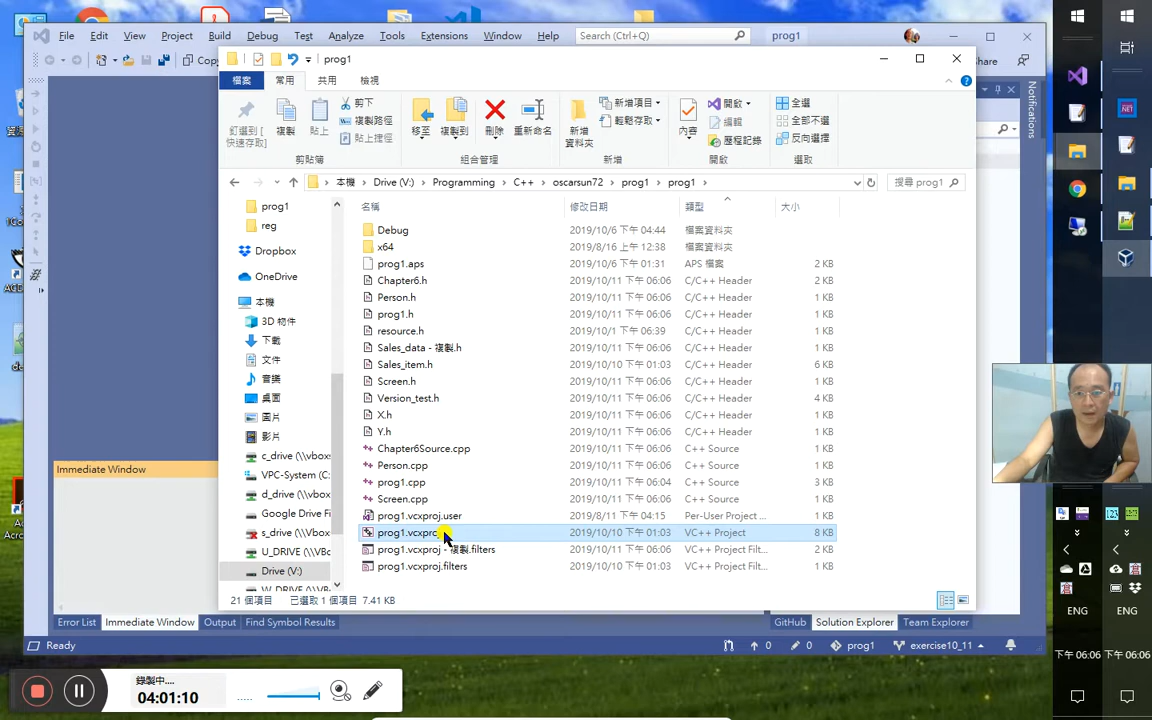 File Edit View Project Build Debug Test Analyze Tools Extensions Window Help Search (Ctrl+Q) prog1
prog1
Share
檔案 常用 共用 檢視
釘選到 [
快速存取]
複製
貼上
剪下
複製路徑
貼上捷徑
移至
複製到
刪除
重新命名
新增
資料夾
新增項目
輕鬆存取
內容
開啟
編輯
歷程記錄
全選
全部不選
反向選擇
剪貼簿 組合管理 新增 開啟 選取
Notifications
本機 Drive (V:) Programming C++ oscarsun72 prog1 prog1 搜尋 prog1
名稱 修改日期 類型 大小
prog1
reg
Dropbox
OneDrive
本機
3D 物件
下載
文件
音樂
桌面
圖片
影片
c_drive (\\vbox
VPC-System (C:
d_drive (\\vbox
Google Drive Fi
s_drive (\\vbox
U_DRIVE (\\VB
Drive (V:)
Debug 2019/10/6 下午 04:44 檔案資料夾
x64 2019/8/16 上午 12:38 檔案資料夾
prog1.aps 2019/10/6 下午 01:31 APS 檔案 2 KB
Chapter6.h 2019/10/11 下午 06:06 C/C++ Header 2 KB
Person.h 2019/10/11 下午 06:06 C/C++ Header 1 KB
prog1.h 2019/10/11 下午 06:06 C/C++ Header 1 KB
resource.h 2019/10/1 下午 06:39 C/C++ Header 1 KB
Sales_data - 複製.h 2019/10/11 下午 06:06 C/C++ Header 1 KB
Sales_item.h 2019/10/10 下午 01:03 C/C++ Header 6 KB
Screen.h 2019/10/11 下午 06:06 C/C++ Header 1 KB
Version_test.h 2019/10/11 下午 06:06 C/C++ Header 4 KB
X.h 2019/10/11 下午 06:06 C/C++ Header 1 KB
Y.h 2019/10/11 下午 06:06 C/C++ Header 1 KB
Chapter6Source.cpp 2019/10/11 下午 06:06 C++ Source 1 KB
Person.cpp 2019/10/11 下午 06:06 C++ Source 1 KB
prog1.cpp 2019/10/11 下午 06:04 C++ Source 3 KB
Screen.cpp 2019/10/11 下午 06:06 C++ Source 1 KB
prog1.vcxproj.user 2019/8/11 下午 04:15 Per-User Project ... 1 KB
prog1.vcxpro 2019/10/10 下午 01:03 VC++ Project 8 KB
prog1.vcxproj - 複製.filters 2019/10/11 下午 06:06 VC++ Project Filt... 2 KB
prog1.vcxproj.filters 2019/10/10 下午 01:03 VC++ Project Filt... 1 KB
21 個項目 已選取 1 個項目 7.41 KB
Immediate Window
Error List Immediate Window Output Find Symbol Results GitHub Solution Explorer Team Explorer
Ready 0 0 prog1 exercise10_11
錄製中....
04:01:10
ENG ENG
下午 06:06 下午 06:06